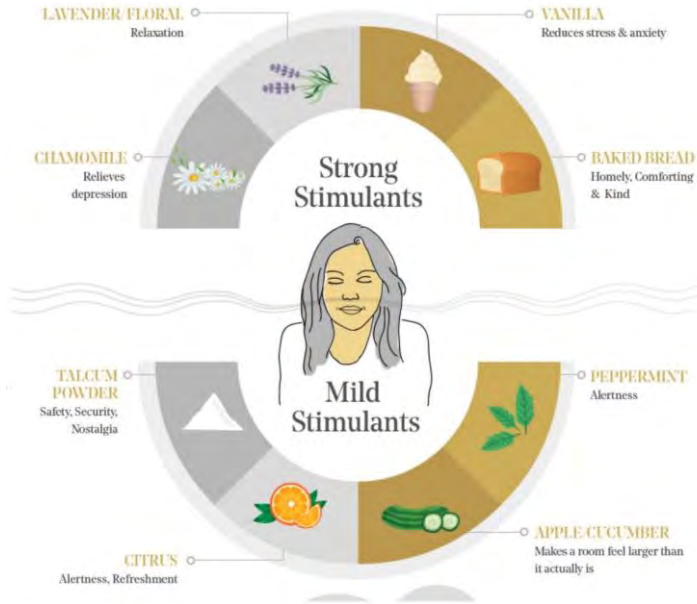 LAVENDER/FLORAL
Relaxation
VANILLA
Reduces stress & anxiety
CHAMOMILE
Relieves
depression
BAKED BREAD
Homely, Comforting
& Kind
Strong
Stimulants
Mild
Stimulants
TALCUM
POWDER
Safety, Security,
Nostalgia
PEPPERMINT
Alertness
CITRUS
Alertness, Refreshment
APPLE/CUCUMBER
Makes a room feel larger than
it actually is